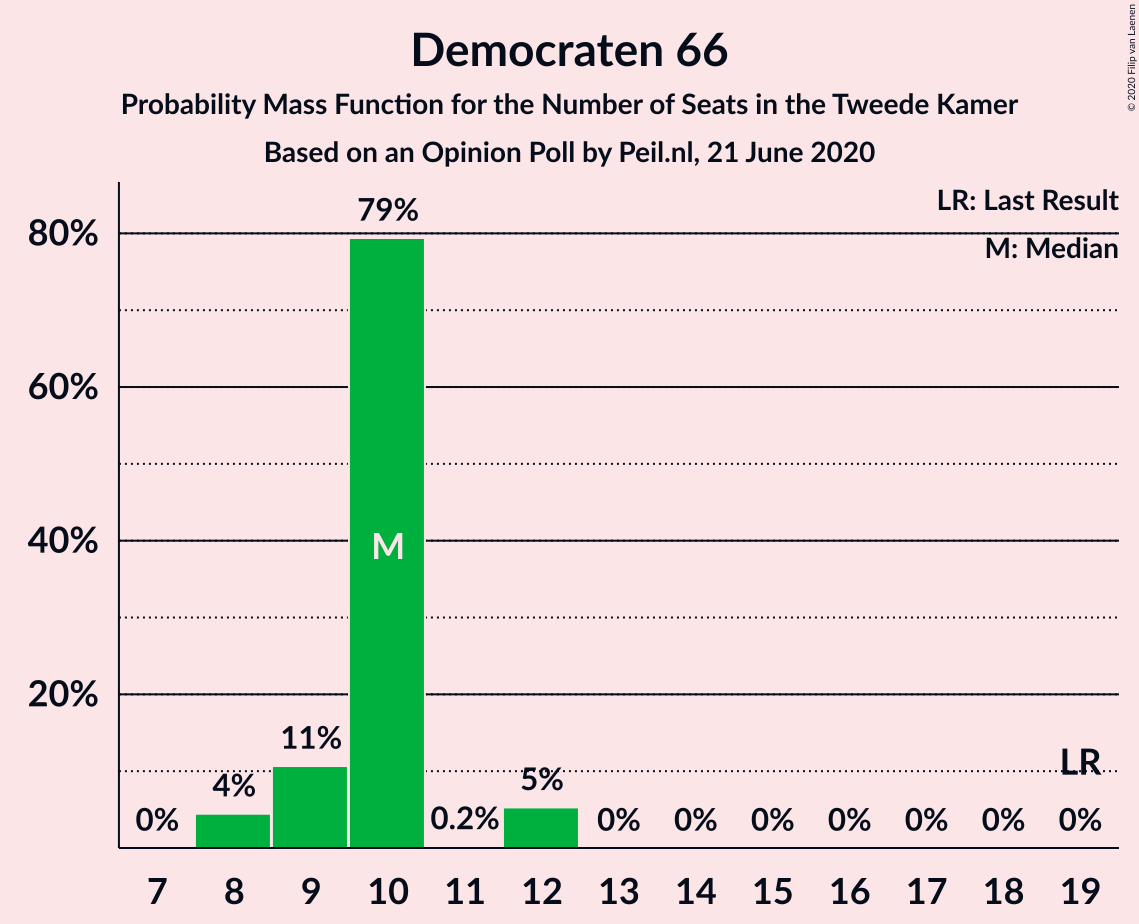 Democraten 66
Probability Mass Function for the Number of Seats in the Tweede Kamer
Based on an Opinion Poll by Peil.nl, 21 June 2020
© 2020 Filip van Laenen
LR: Last Result
M: Median
80%
60%
40%
20%
0%
4%
11%
79%
M
0.2%
5%
0%
0%
0%
0%
0%
0%
LR
0%
7 8 9 10 11 12 13 14 15 16 17 18 19